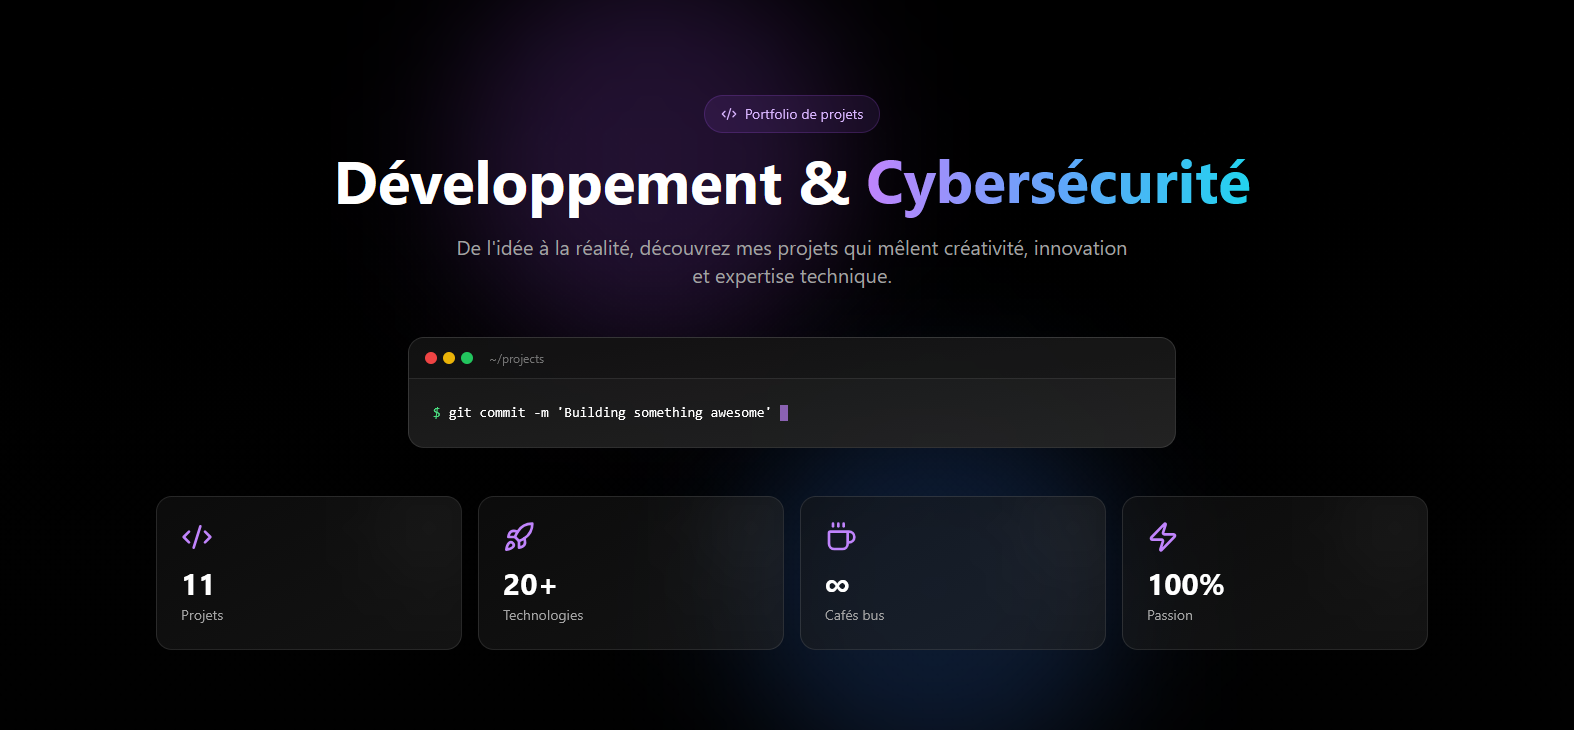 Portfolio de projets
Développement & Cybersécurité
De l'idée à la réalité, découvrez mes projets qui mêlent créativité, innovation
et expertise technique.
~/projects
$ git commit -m 'Building something awesome'
11
Projets
20+
Technologies
∞
Cafés bus
100%
Passion